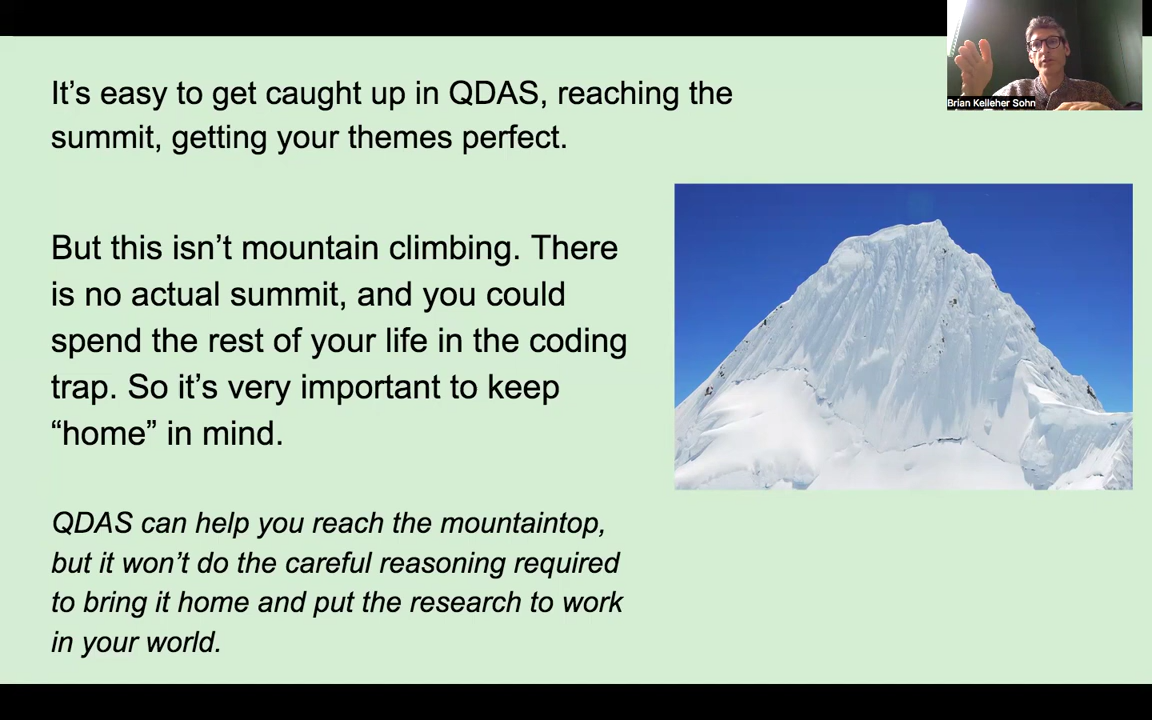 Brian Kelleher Sohn
It’s easy to get caught up in QDAS, reaching the
summit, getting your themes perfect.
But this isn’t mountain climbing. There
is no actual summit, and you could
spend the rest of your life in the coding
trap. So it’s very important to keep
“home” in mind.
QDAS can help you reach the mountaintop,
but it won’t do the careful reasoning required
to bring it home and put the research to work
in your world.